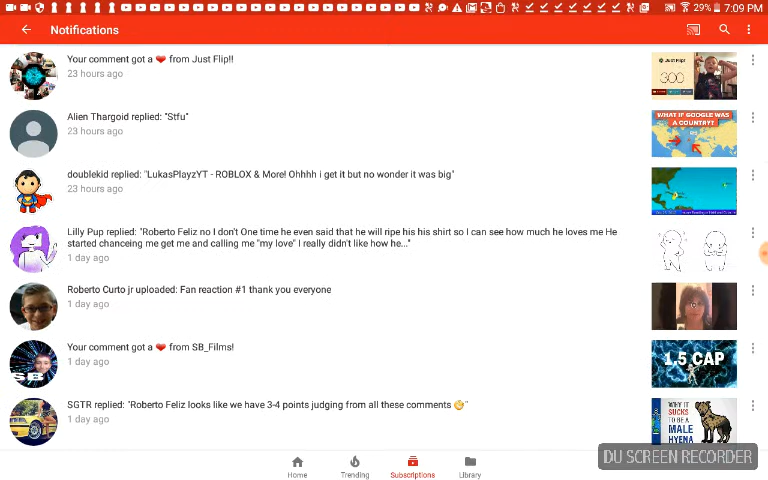 29% 7:09 PM
Notifications
Your comment got a ❤ from Just Flip!!
23 hours ago
Just Flip!
300
Alien Thargoid replied: "Stfu"
23 hours ago
WHAT IF GOOGLE WAS
A COUNTRY?
doublekid replied: "LukasPlayzYT - ROBLOX & More! Ohhhh i get it but no wonder it was big"
23 hours ago
Lilly Pup replied: "Roberto Feliz no I don't One time he even said that he will ripe his his shirt so I can see how much he loves me He
started chanceing me get me and calling me "my love" I really didn't like how he..."
1 day ago
Roberto Curto jr uploaded: Fan reaction #1 thank you everyone
1 day ago
Your comment got a ❤ from SB_Films!
1 day ago
SB
1.5 CAP
SGTR replied: "Roberto Feliz looks like we have 3-4 points judging from all these comments 😳"
1 day ago
WHY IT
SUCKS
TO BE A
MALE
HYENA
DU SCREEN RECORDER
Home
Trending
Subscriptions
Library